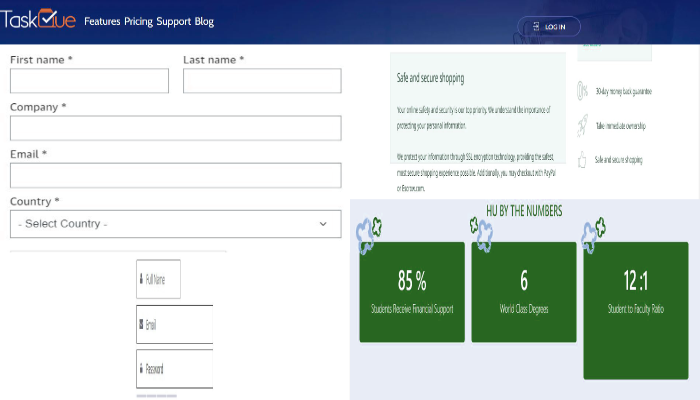 TaskQue
Features Pricing Support Blog
LOG IN
First name *
Last name *
Company *
Email *
Country *
- Select Country -
Full Name
Email
Password
Safe and secure shopping
Your online safety and security is our top priority. We understand the importance of
protecting your personal information.
We protect your information through SSL encryption technology, providing the safest,
most secure shopping experience possible. Additionally, you may checkout with PayPal
or Escrow.com.
30-day money back guarantee
Take immediate ownership
Safe and secure shopping
HU BY THE NUMBERS
85 %
Students Receive Financial Support
6
World Class Degrees
12 :1
Student to Faculty Ratio